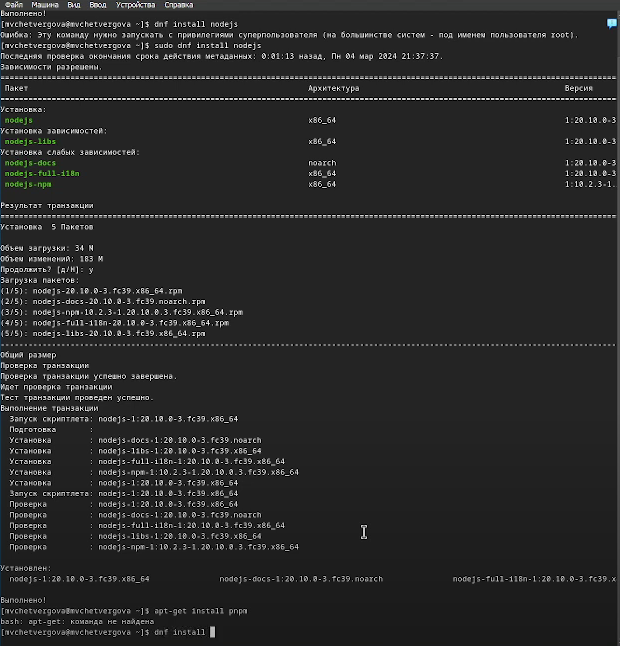 Файл Машина Вид Ввод Устройства Справка
Выполнено!
[mvchetvergova@mvchetvergova ~]$ dnf install nodejs
Ошибка: Эту команду нужно запускать с привилегиями суперпользователя (на большинстве систем - под именем пользователя root).
[mvchetvergova@mvchetvergova ~]$ sudo dnf install nodejs
Последняя проверка окончания срока действия метаданных: 0:01:13 назад, Пн 04 мар 2024 21:37:37.
Зависимости разрешены.
Пакет Архитектура Версия
Установка:
nodejs x86_64 1:20.10.0-3
Установка зависимостей:
nodejs-libs x86_64 1:20.10.0-3
Установка слабых зависимостей:
nodejs-docs noarch 1:20.10.0-3
nodejs-full-i18n x86_64 1:20.10.0-3
nodejs-npm x86_64 1:10.2.3-1.
Результат транзакции
Установка 5 Пакетов
Объем загрузки: 34 M
Объем изменений: 183 M
Продолжить? [д/Н]: y
Загрузка пакетов:
(1/5): nodejs-20.10.0-3.fc39.x86_64.rpm
(2/5): nodejs-docs-20.10.0-3.fc39.noarch.rpm
(3/5): nodejs-npm-10.2.3-1.20.10.0.3.fc39.x86_64.rpm
(4/5): nodejs-full-i18n-20.10.0-3.fc39.x86_64.rpm
(5/5): nodejs-libs-20.10.0-3.fc39.x86_64.rpm
Общий размер
Проверка транзакции
Проверка транзакции успешно завершена.
Идет проверка транзакции
Тест транзакции проведен успешно.
Выполнение транзакции
Запуск скриптлета: nodejs-1:20.10.0-3.fc39.x86_64
Подготовка :
Установка : nodejs-docs-1:20.10.0-3.fc39.noarch
Установка : nodejs-libs-1:20.10.0-3.fc39.x86_64
Установка : nodejs-full-i18n-1:20.10.0-3.fc39.x86_64
Установка : nodejs-npm-1:10.2.3-1.20.10.0.3.fc39.x86_64
Установка : nodejs-1:20.10.0-3.fc39.x86_64
Запуск скриптлета: nodejs-1:20.10.0-3.fc39.x86_64
Проверка : nodejs-1:20.10.0-3.fc39.x86_64
Проверка : nodejs-docs-1:20.10.0-3.fc39.noarch
Проверка : nodejs-full-i18n-1:20.10.0-3.fc39.x86_64
Проверка : nodejs-libs-1:20.10.0-3.fc39.x86_64
Проверка : nodejs-npm-1:10.2.3-1.20.10.0.3.fc39.x86_64
Установлен:
nodejs-1:20.10.0-3.fc39.x86_64 nodejs-docs-1:20.10.0-3.fc39.noarch nodejs-full-i18n-1:20.10.0-3.fc39.x
Выполнено!
[mvchetvergova@mvchetvergova ~]$ apt-get install pnpm
bash: apt-get: команда не найдена
[mvchetvergova@mvchetvergova ~]$ dnf install